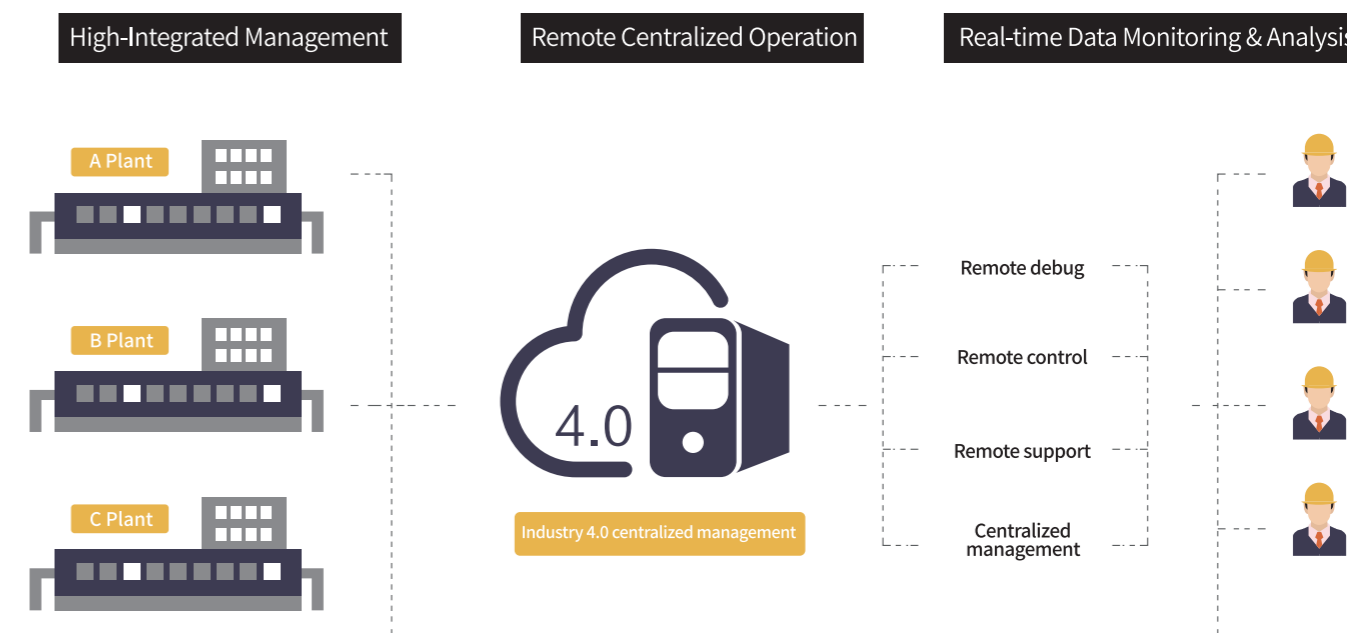 High-Integrated Management
Remote Centralized Operation
Real-time Data Monitoring & Analysis
A Plant
B Plant
C Plant
4.0
Industry 4.0 centralized management
Remote debug
Remote control
Remote support
Centralized
management